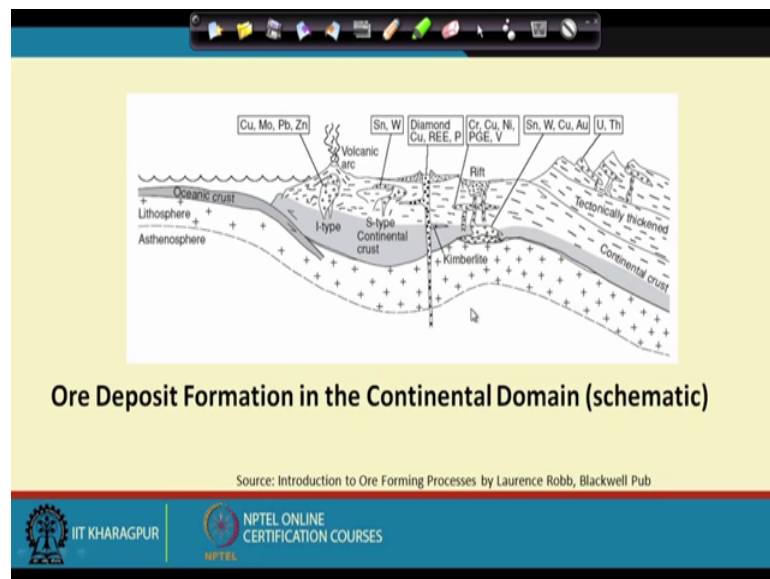 Cu, Mo, Pb, Zn
Sn, W
Diamond
Cu, REE, P
Cr, Cu, Ni,
PGE, V
Sn, W, Cu, Au
U, Th
Volcanic
arc
Rift
Oceanic crust
Lithosphere
Asthenosphere
I-type
S-type
Continental
crust
Kimberlite
Tectonically thickened
Continental crust
Ore Deposit Formation in the Continental Domain (schematic)
Source: Introduction to Ore Forming Processes by Laurence Robb, Blackwell Pub
IIT KHARAGPUR
NPTEL
NPTEL ONLINE
CERTIFICATION COURSES